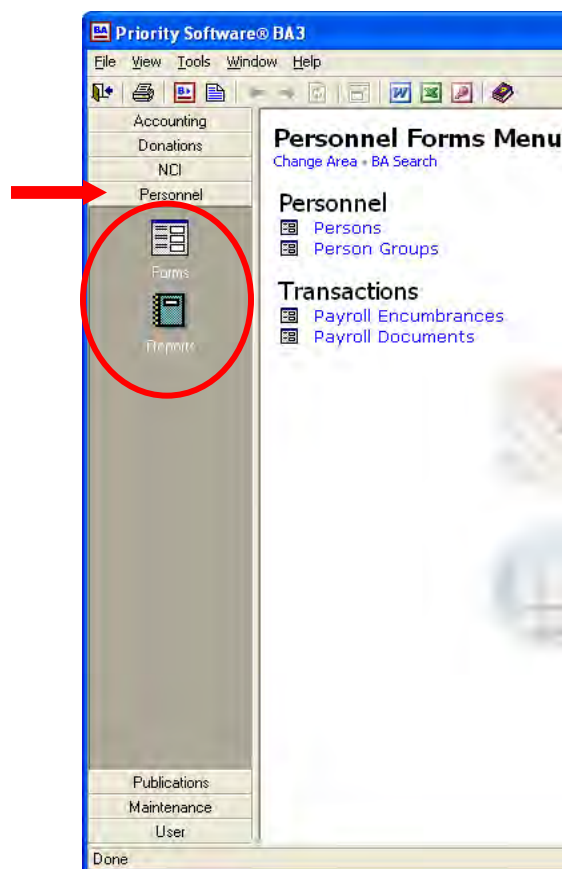 BA Priority Software® BA3
File View Tools Window Help
Accounting
Donations
NCI
Personnel
Forms
Reports
Publications
Maintenance
User
Personnel Forms Menu
Change Area - BA Search
Personnel
Persons
Person Groups
Transactions
Payroll Encumbrances
Payroll Documents
Done